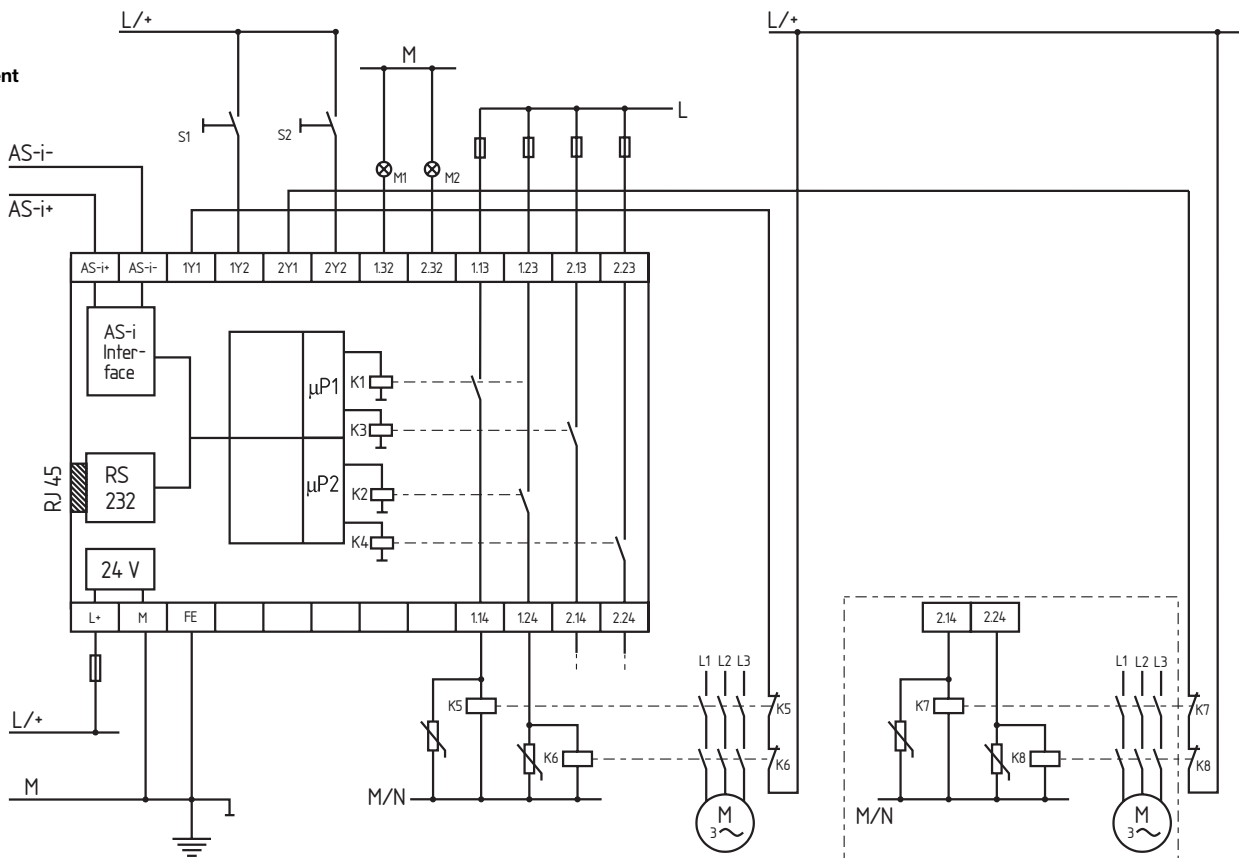 L/+
L/+
ent
M
L
S1
S2
AS-i-
M1
M2
AS-i+
AS-i+
AS-i-
1Y1
1Y2
2Y1
2Y2
1.32
2.32
1.13
1.23
2.13
2.23
AS-i
Inter-
face
µP1
K1
K3
RJ 45
RS
232
µP2
K2
K4
24 V
L+
M
FE
1.14
1.24
2.14
2.24
2.14
2.24
L1 L2 L3
L1 L2 L3
K5
K5
K7
K7
L/+
K6
K6
K8
K8
M
M/N
M
3
M/N
M
3